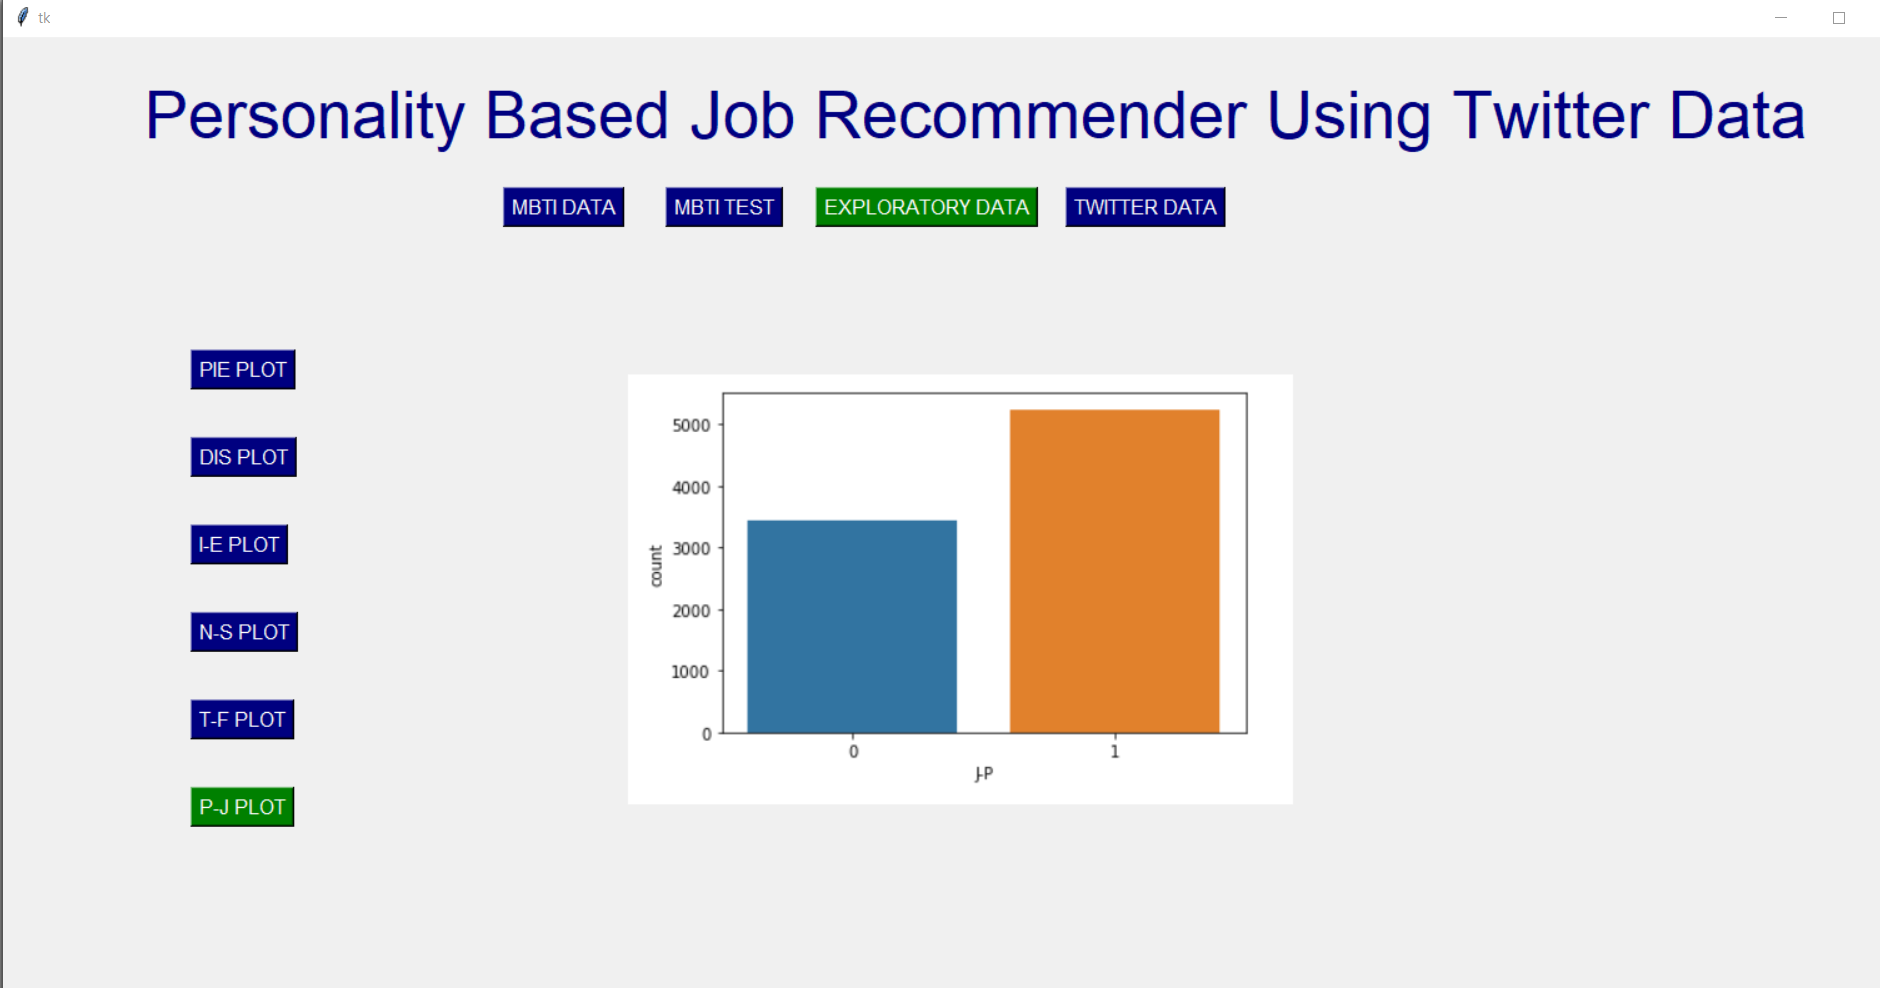 tk
Personality Based Job Recommender Using Twitter Data
MBTI DATA
MBTI TEST
EXPLORATORY DATA
TWITTER DATA
PIE PLOT
DIS PLOT
I-E PLOT
N-S PLOT
T-F PLOT
P-J PLOT
5000
4000
3000
2000
1000
0
count
0
1
J-P